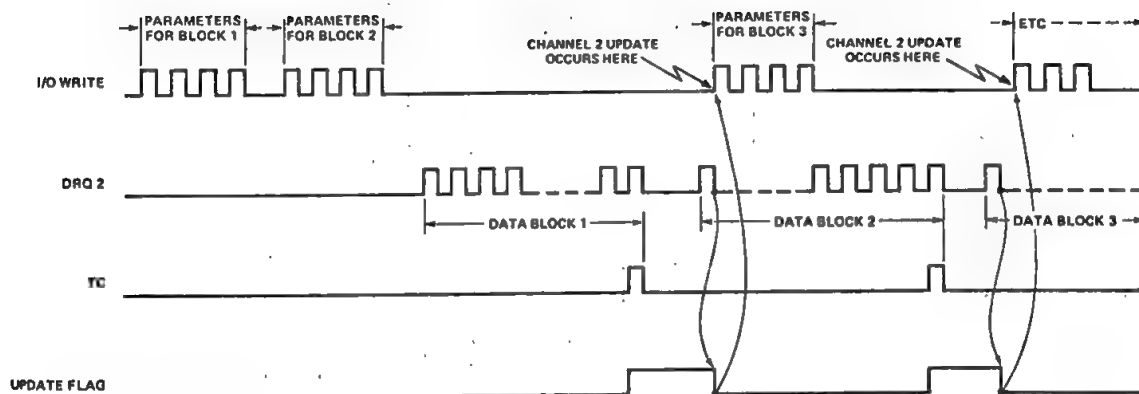 PARAMETERS
FOR BLOCK 1
PARAMETERS
FOR BLOCK 2
PARAMETERS
FOR BLOCK 3
ETC
CHANNEL 2 UPDATE
OCCURS HERE
CHANNEL 2 UPDATE
OCCURS HERE
I/O WRITE
DRQ 2
DATA BLOCK 1
DATA BLOCK 2
DATA BLOCK 3
TC
UPDATE FLAG